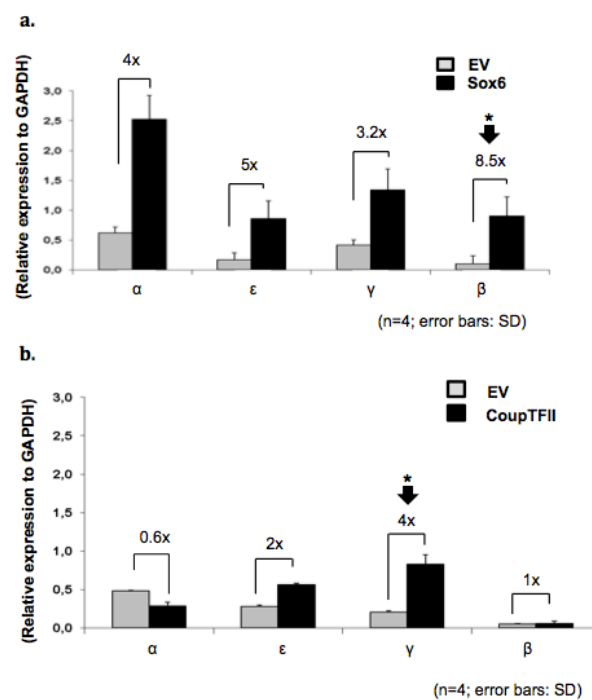 a.
(Relative expression to GAPDH)
EV
Sox6
3,0
2,5
2,0
1,5
1,0
0,5
0,0
4x
5x
3.2x
*
8.5x
α ε γ β
(n=4; error bars: SD)
b.
(Relative expression to GAPDH)
EV
CoupTFII
3,0
2,5
2,0
1,5
1,0
0,5
0,0
0.6x
2x
*
4x
1x
α ε γ β
(n=4; error bars: SD)